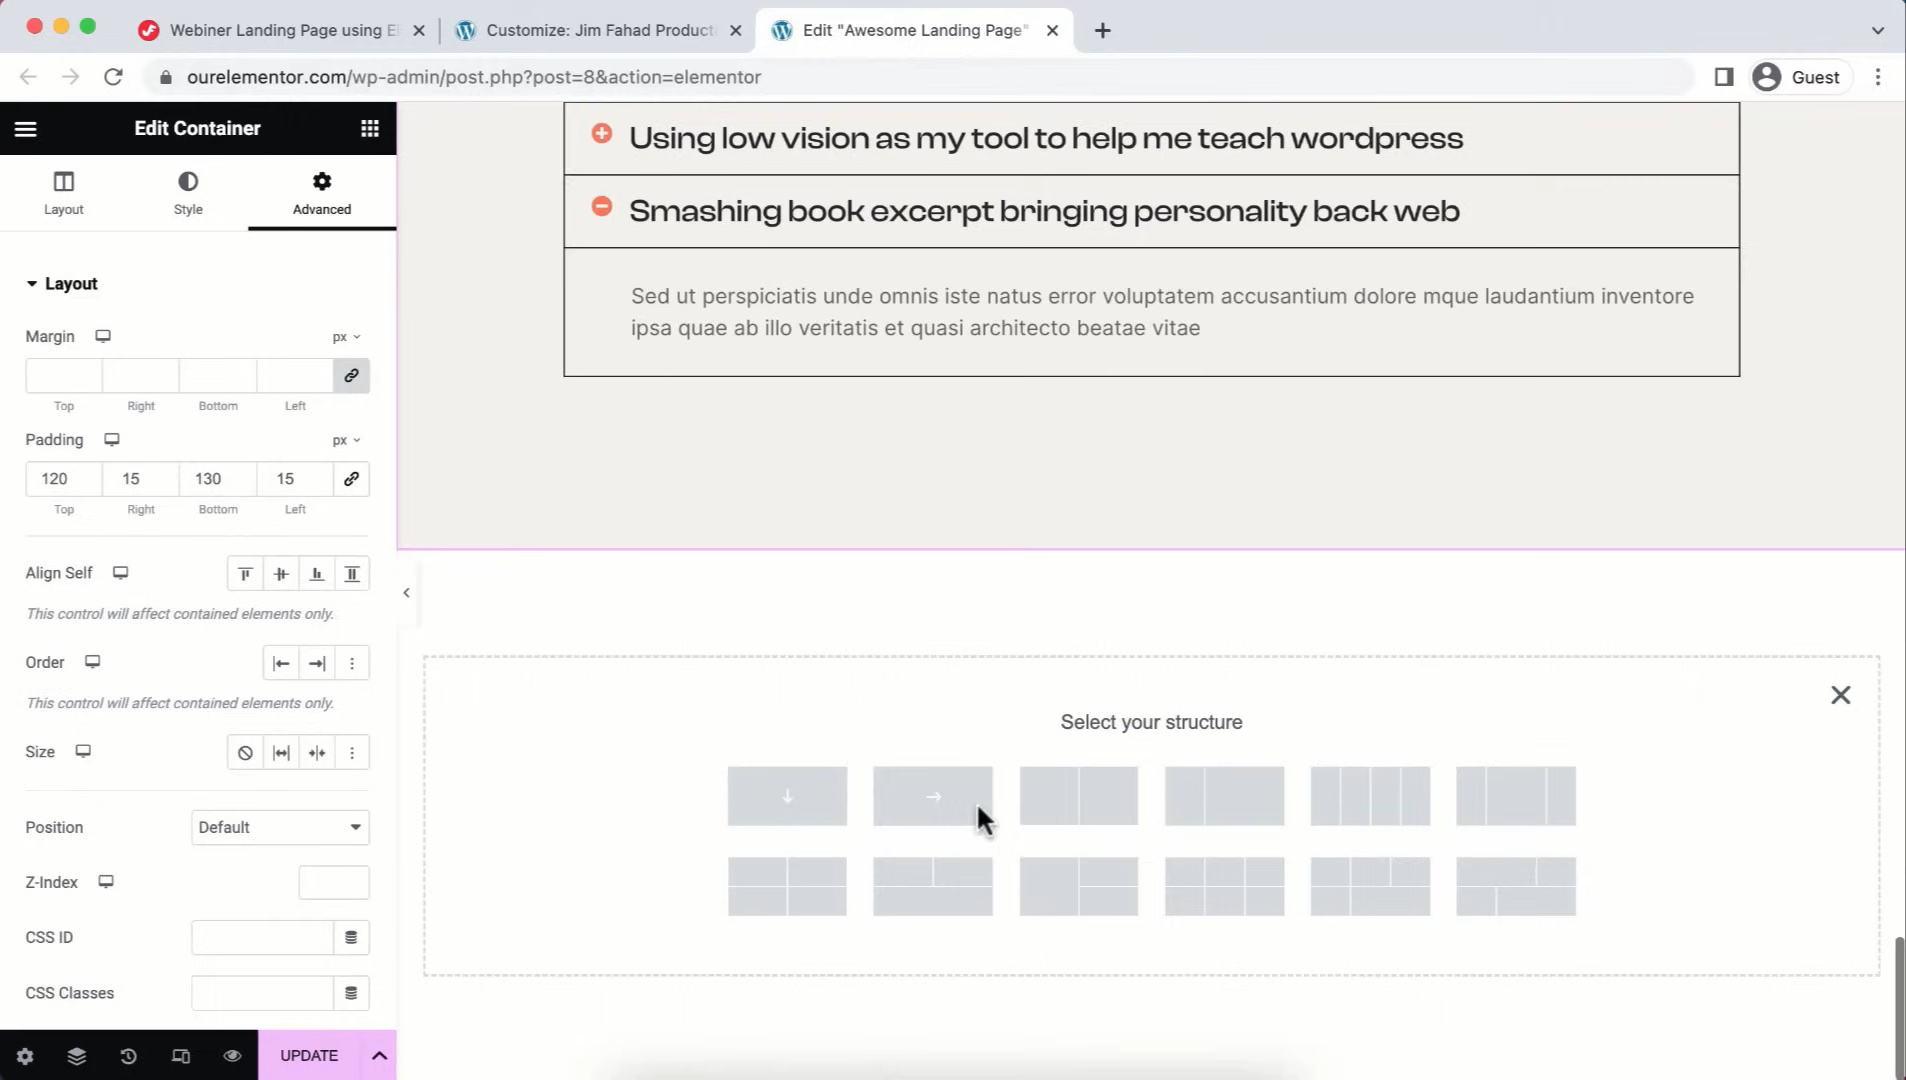 Webiner Landing Page using El
Customize: Jim Fahad Product
Edit "Awesome Landing Page"
ourelementor.com/wp-admin/post.php?post=8&action=elementor
Guest
Edit Container
Layout
Style
Advanced
Layout
Margin
px
Top
Right
Bottom
Left
Padding
px
120
15
130
15
Top
Right
Bottom
Left
Align Self
This control will affect contained elements only.
Order
This control will affect contained elements only.
Size
Position
Default
Z-Index
CSS ID
CSS Classes
UPDATE
Using low vision as my tool to help me teach wordpress
Smashing book excerpt bringing personality back web
Sed ut perspiciatis unde omnis iste natus error voluptatem accusantium dolore mque laudantium inventore
ipsa quae ab illo veritatis et quasi architecto beatae vitae
Select your structure